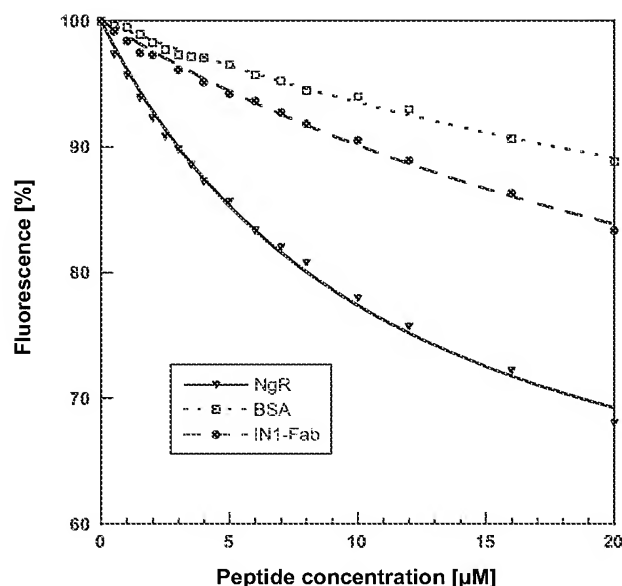 100
90
80
70
60
Fluorescence [%]
NgR
BSA
IN1-Fab
0
5
10
15
20
Peptide concentration [µM]